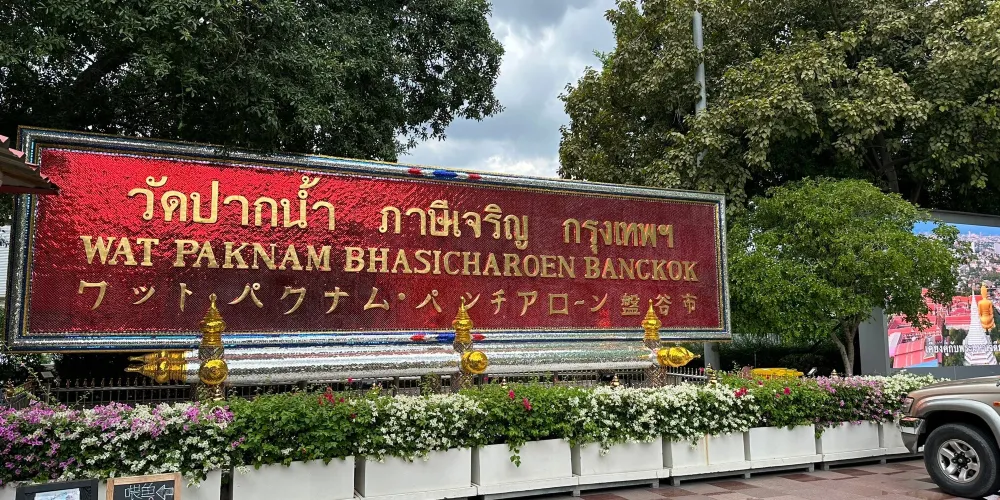 วัดปากน้ำ ภาษีเจริญ กรุงเทพฯ
WAT PAKNAM BHASICHAROEN BANGKOK
ワット パクナム・パシチアローン 盤谷市